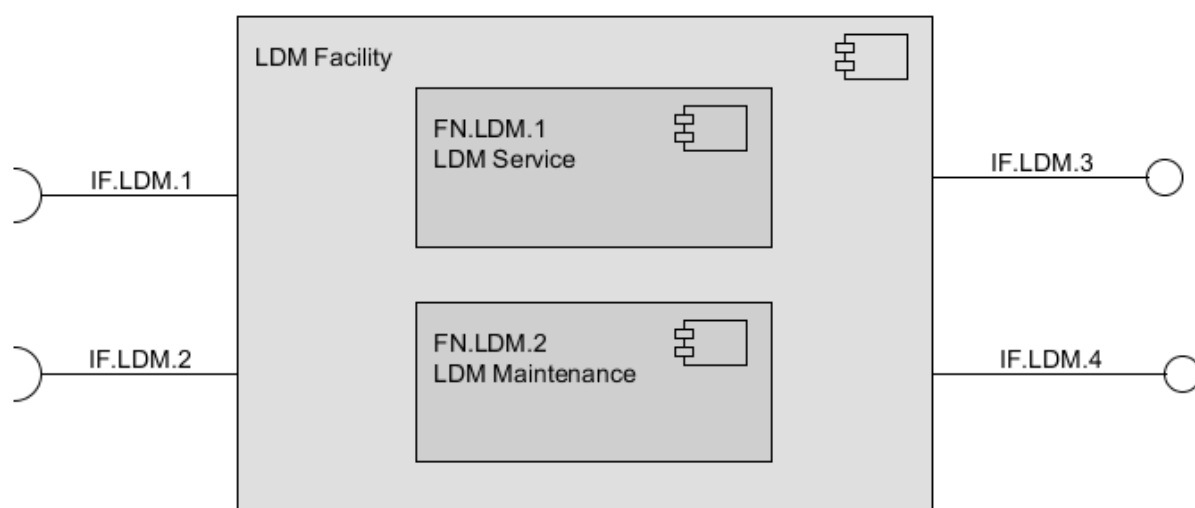 LDM Facility
FN.LDM.1
LDM Service
IF.LDM.1
IF.LDM.3
FN.LDM.2
LDM Maintenance
IF.LDM.2
IF.LDM.4